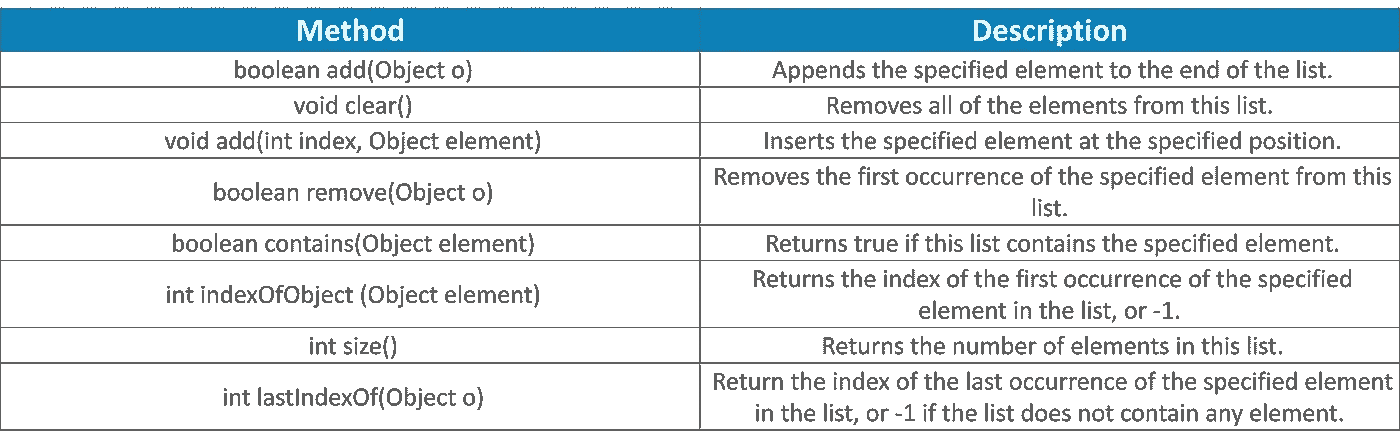 Method Description
boolean add(Object o) Appends the specified element to the end of the list.
void clear() Removes all of the elements from this list.
void add(int index, Object element) Inserts the specified element at the specified position.
boolean remove(Object o) Removes the first occurrence of the specified element from this
list.
boolean contains(Object element) Returns true if this list contains the specified element.
int indexOfObject (Object element) Returns the index of the first occurrence of the specified
element in the list, or -1.
int size() Returns the number of elements in this list.
int lastIndexOf(Object o) Return the index of the last occurrence of the specified element
in the list, or -1 if the list does not contain any element.